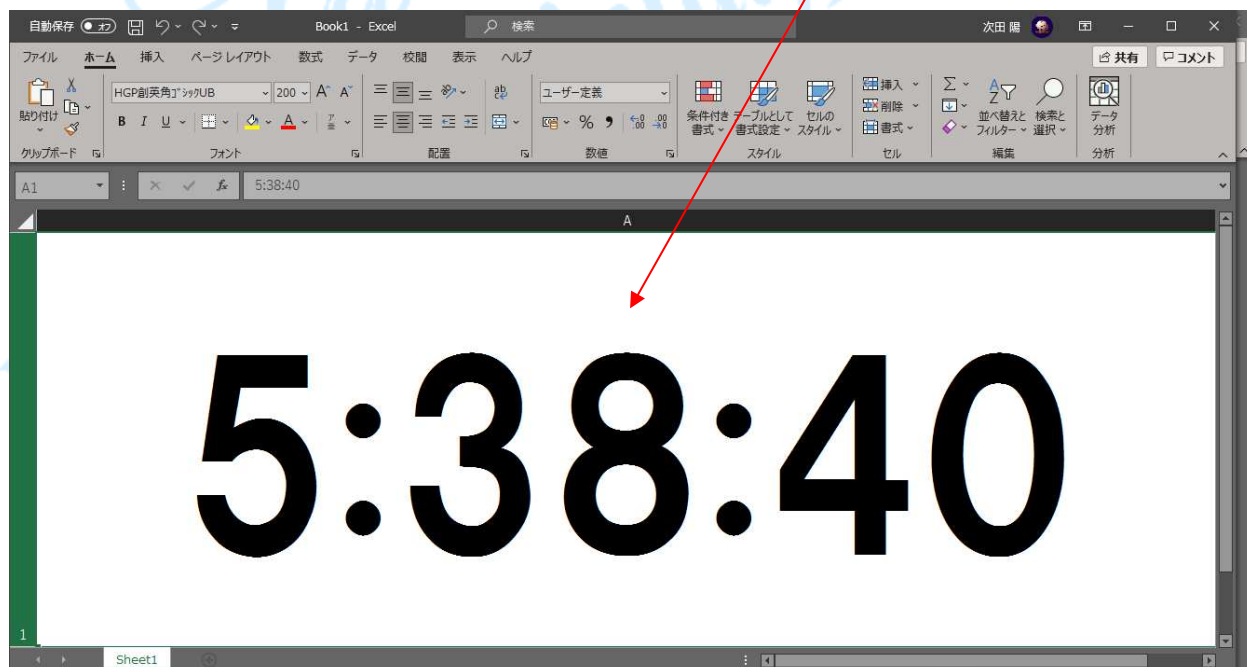 自動保存 オフ Book1 - Excel 検索 次田 陽
ファイル ホーム 挿入 ページ レイアウト 数式 データ 校閲 表示 ヘルプ 共有 コメント
貼り付け HGP創英角ゴシックUB 200 A A ab ユーザー定義 条件付き書式 テーブルとして書式設定 セルのスタイル 挿入 削除 書式 Σ 並べ替えとフィルター 検索と選択 データ分析
B I U A % 9 .00
クリップボード フォント 配置 数値 スタイル セル 編集 分析
A1 fx 5:38:40
A
5:38:40
1
Sheet1